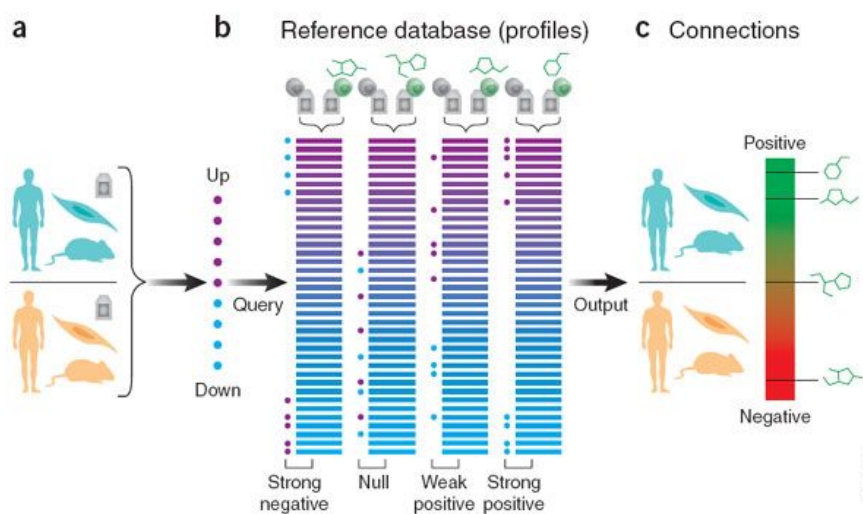 a
b Reference database (profiles)
c Connections
Up
Query
Down
Strong
negative
Null
Weak
positive
Strong
positive
Output
Positive
Negative